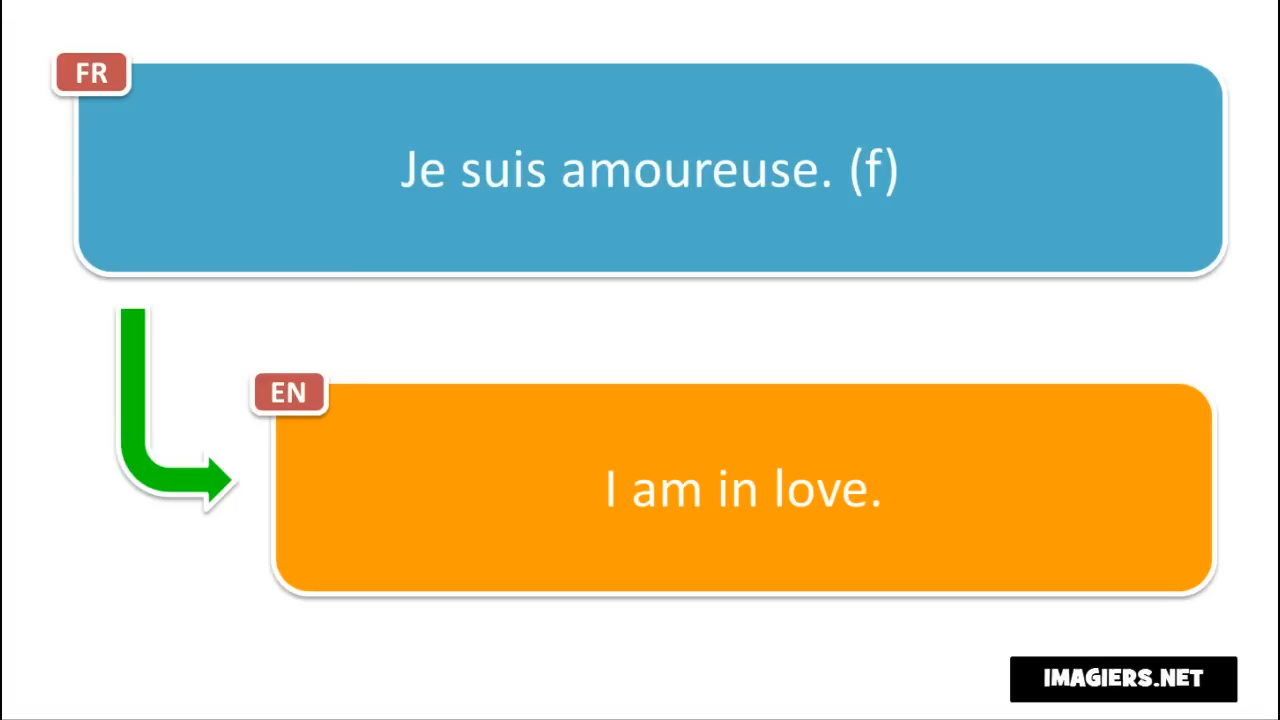 FR
Je suis amoureuse. (f)
EN
I am in love.
IMAGIERS.NET